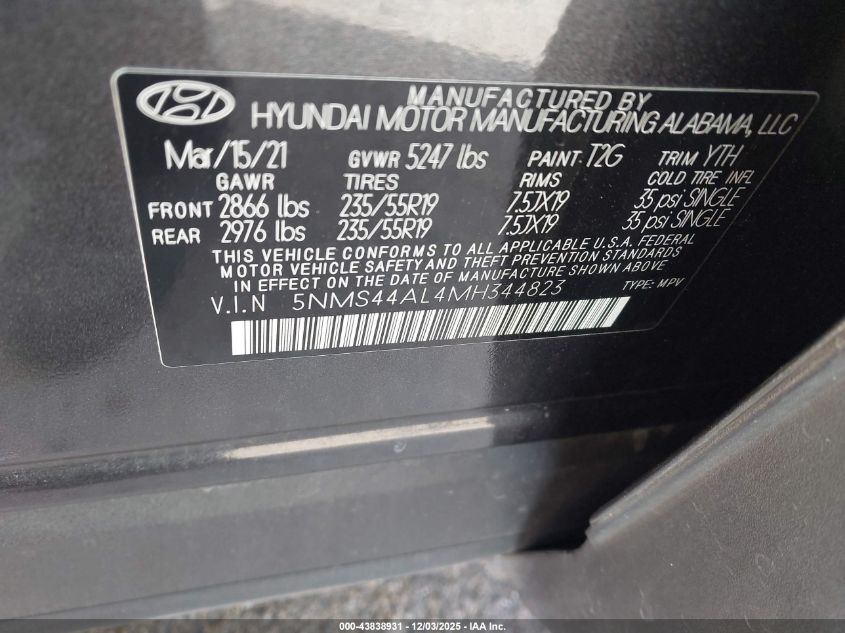 MANUFACTURED BY
HYUNDAI MOTOR MANUFACTURING ALABAMA, LLC
Mar/15/21 GVWR 5247 lbs PAINT T2G TRIM YTH
GAWR TIRES RIMS COLD TIRE INFL
FRONT 2866 lbs 235/55R19 7.5JX19 35 psi SINGLE
REAR 2976 lbs 235/55R19 7.5JX19 35 psi SINGLE
THIS VEHICLE CONFORMS TO ALL APPLICABLE U.S.A. FEDERAL
MOTOR VEHICLE SAFETY AND THEFT PREVENTION STANDARDS
IN EFFECT ON THE DATE OF MANUFACTURE SHOWN ABOVE
V.I.N 5NMS44AL4MH344823 TYPE: MPV
000-43838931 - 12/03/2025 - IAA Inc.